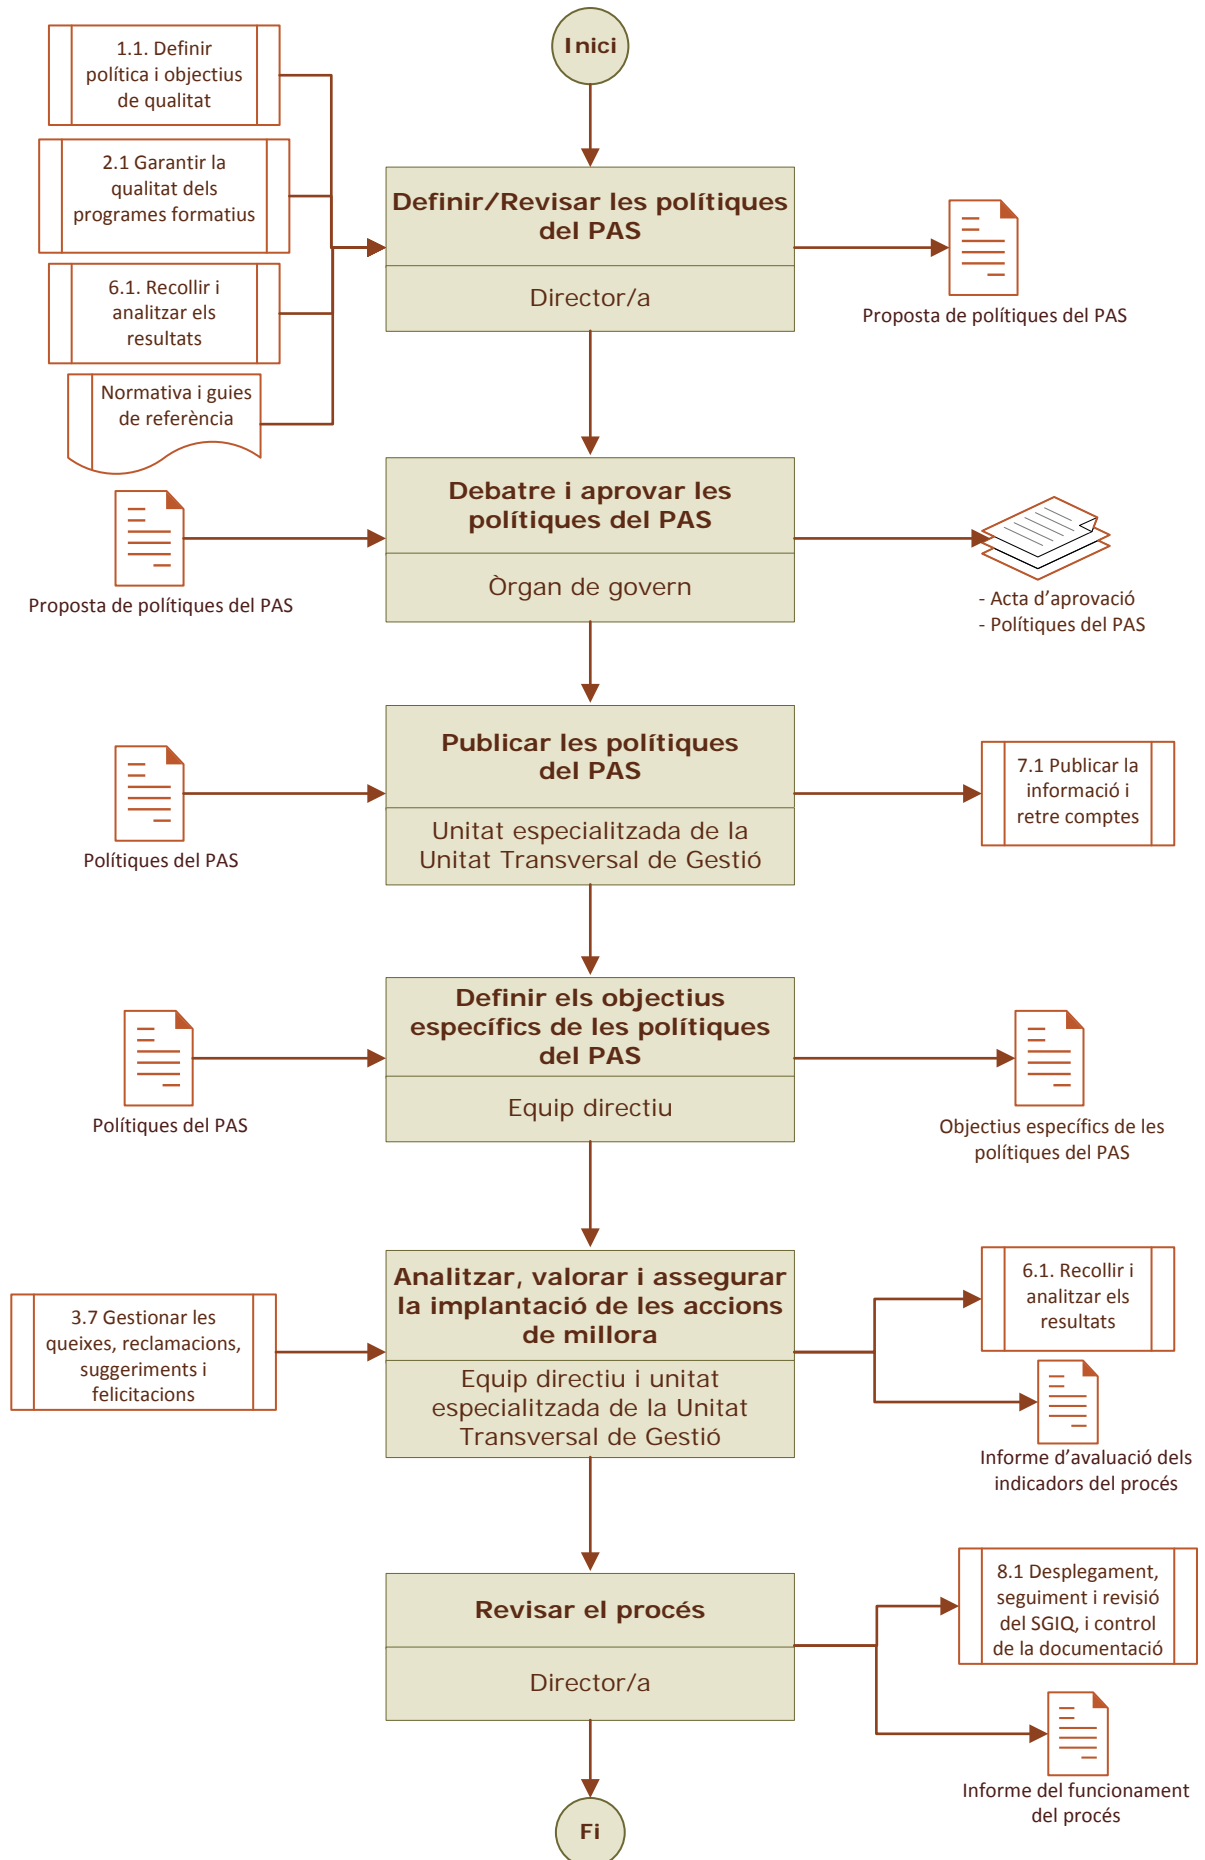 Inici
1.1. Definir
política i objectius
de qualitat
2.1 Garantir la
qualitat dels
programes formatius
6.1. Recollir i
analitzar els
resultats
Normativa i guies
de referència
Definir/Revisar les polítiques
del PAS
Director/a
Proposta de polítiques del PAS
Proposta de polítiques del PAS
Debatre i aprovar les
polítiques del PAS
Òrgan de govern
- Acta d’aprovació
- Polítiques del PAS
Polítiques del PAS
Publicar les polítiques
del PAS
Unitat especialitzada de la
Unitat Transversal de Gestió
7.1 Publicar la
informació i
retre comptes
Polítiques del PAS
Definir els objectius
específics de les polítiques
del PAS
Equip directiu
Objectius específics de les
polítiques del PAS
3.7 Gestionar les
queixes, reclamacions,
suggeriments i
felicitacions
Analitzar, valorar i assegurar
la implantació de les accions
de millora
Equip directiu i unitat
especialitzada de la Unitat
Transversal de Gestió
6.1. Recollir i
analitzar els
resultats
Informe d’avaluació dels
indicadors del procés
Revisar el procés
Director/a
8.1 Desplegament,
seguiment i revisió
del SGIQ, i control
de la documentació
Informe del funcionament
del procés
Fi